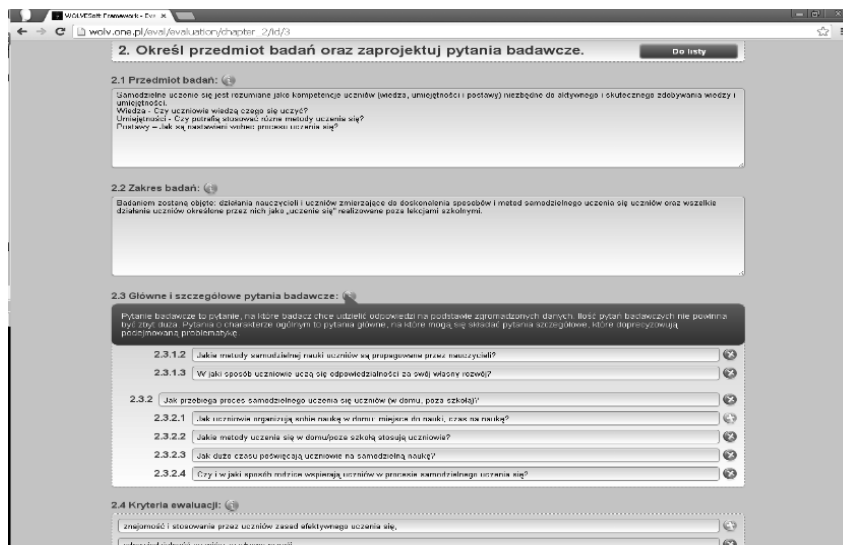 WOLVESoft Framework - Ew
wolv.one.pl/eval/evaluation/chapter_2/id/3
2. Określ przedmiot badań oraz zaprojektuj pytania badawcze.
Do listy
2.1 Przedmiot badań:
Samodzielne uczenie się jest rozumiane jako kompetencje uczniów (wiedza, umiejętności i postawy) niezbędne do aktywnego i skutecznego zdobywania wiedzy i
umiejętności.
Wiedza - Czy uczniowie wiedzą czego się uczyć?
Umiejętności - Czy potrafią stosować różne metody uczenia się?
Postawy – Jak są nastawieni wobec procesu uczenia się?
2.2 Zakres badań:
Badaniem zostaną objęte: działania nauczycieli i uczniów zmierzające do doskonalenia sposobów i metod samodzielnego uczenia się uczniów oraz wszelkie
działanie uczniów określone przez nich jako „uczenie się” realizowane poza lekcjami szkolnymi.
2.3 Główne i szczegółowe pytania badawcze:
Pytanie badawcze to pytanie, na które badacz chce udzielić odpowiedzi na podstawie zgromadzonych danych. Ilość pytań badawczych nie powinna
być zbyt duża. Pytania o charakterze ogólnym to pytania główne, na które mogą się składać pytania szczegółowe, które doprecyzowują
podejmowaną problematykę.
2.3.1.2 Jakie metody samodzielnej nauki uczniów są propagowane przez nauczycieli?
2.3.1.3 W jaki sposób uczniowie uczą się odpowiedzialności za swój własny rozwój?
2.3.2 Jak przebiega proces samodzielnego uczenia się uczniów (w domu, poza szkołą)?
2.3.2.1 Jak uczniowie organizują sobie naukę w domu: miejsce do nauki, czas na naukę?
2.3.2.2 Jakie metody uczenia się w domu/poza szkołą stosują uczniowie?
2.3.2.3 Jak dużo czasu poświęcają uczniowie na samodzielną naukę?
2.3.2.4 Czy i w jaki sposób rodzice wspierają uczniów w procesie samodzielnego uczenia się?
2.4 Kryteria ewaluacji:
znajomość i stosowanie przez uczniów zasad efektywnego uczenia się,